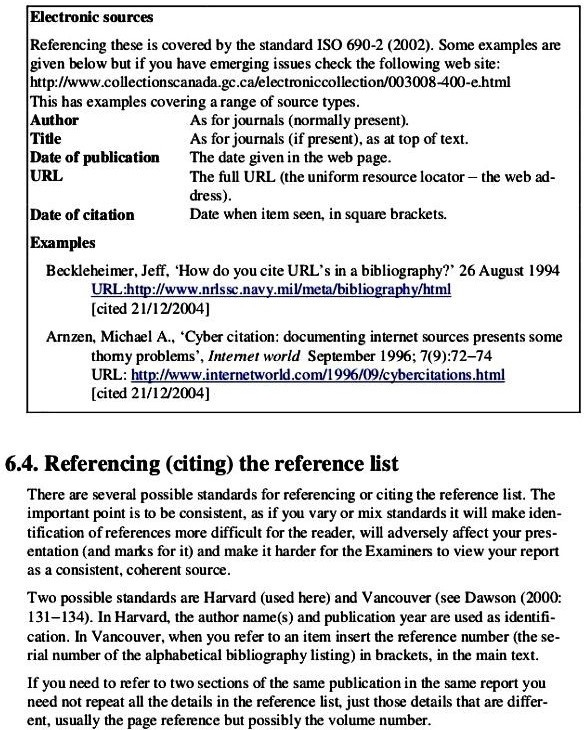 Electronic sources
Referencing these is covered by the standard ISO 690-2 (2002). Some examples are
given below but if you have emerging issues check the following web site:
http://www.collectionscanada.gc.ca/electroniccollection/003008-400-e.html
This has examples covering a range of source types.
Author As for journals (normally present).
Title As for journals (if present), as at top of text.
Date of publication The date given in the web page.
URL The full URL (the uniform resource locator – the web ad-
dress).
Date of citation Date when item seen, in square brackets.
Examples
Beckleheimer, Jeff, ‘How do you cite URL’s in a bibliography?’ 26 August 1994
URL:http://www.nrlssc.navy.mil/meta/bibliography/html
[cited 21/12/2004]
Arnzen, Michael A., ‘Cyber citation: documenting internet sources presents some
thorny problems’, Internet world September 1996; 7(9):72–74
URL: http://www.internetworld.com/1996/09/cybercitations.html
[cited 21/12/2004]
6.4. Referencing (citing) the reference list
There are several possible standards for referencing or citing the reference list. The
important point is to be consistent, as if you vary or mix standards it will make iden-
tification of references more difficult for the reader, will adversely affect your pres-
entation (and marks for it) and make it harder for the Examiners to view your report
as a consistent, coherent source.
Two possible standards are Harvard (used here) and Vancouver (see Dawson (2000:
131–134). In Harvard, the author name(s) and publication year are used as identifi-
cation. In Vancouver, when you refer to an item insert the reference number (the se-
rial number of the alphabetical bibliography listing) in brackets, in the main text.
If you need to refer to two sections of the same publication in the same report you
need not repeat all the details in the reference list, just those details that are differ-
ent, usually the page reference but possibly the volume number.